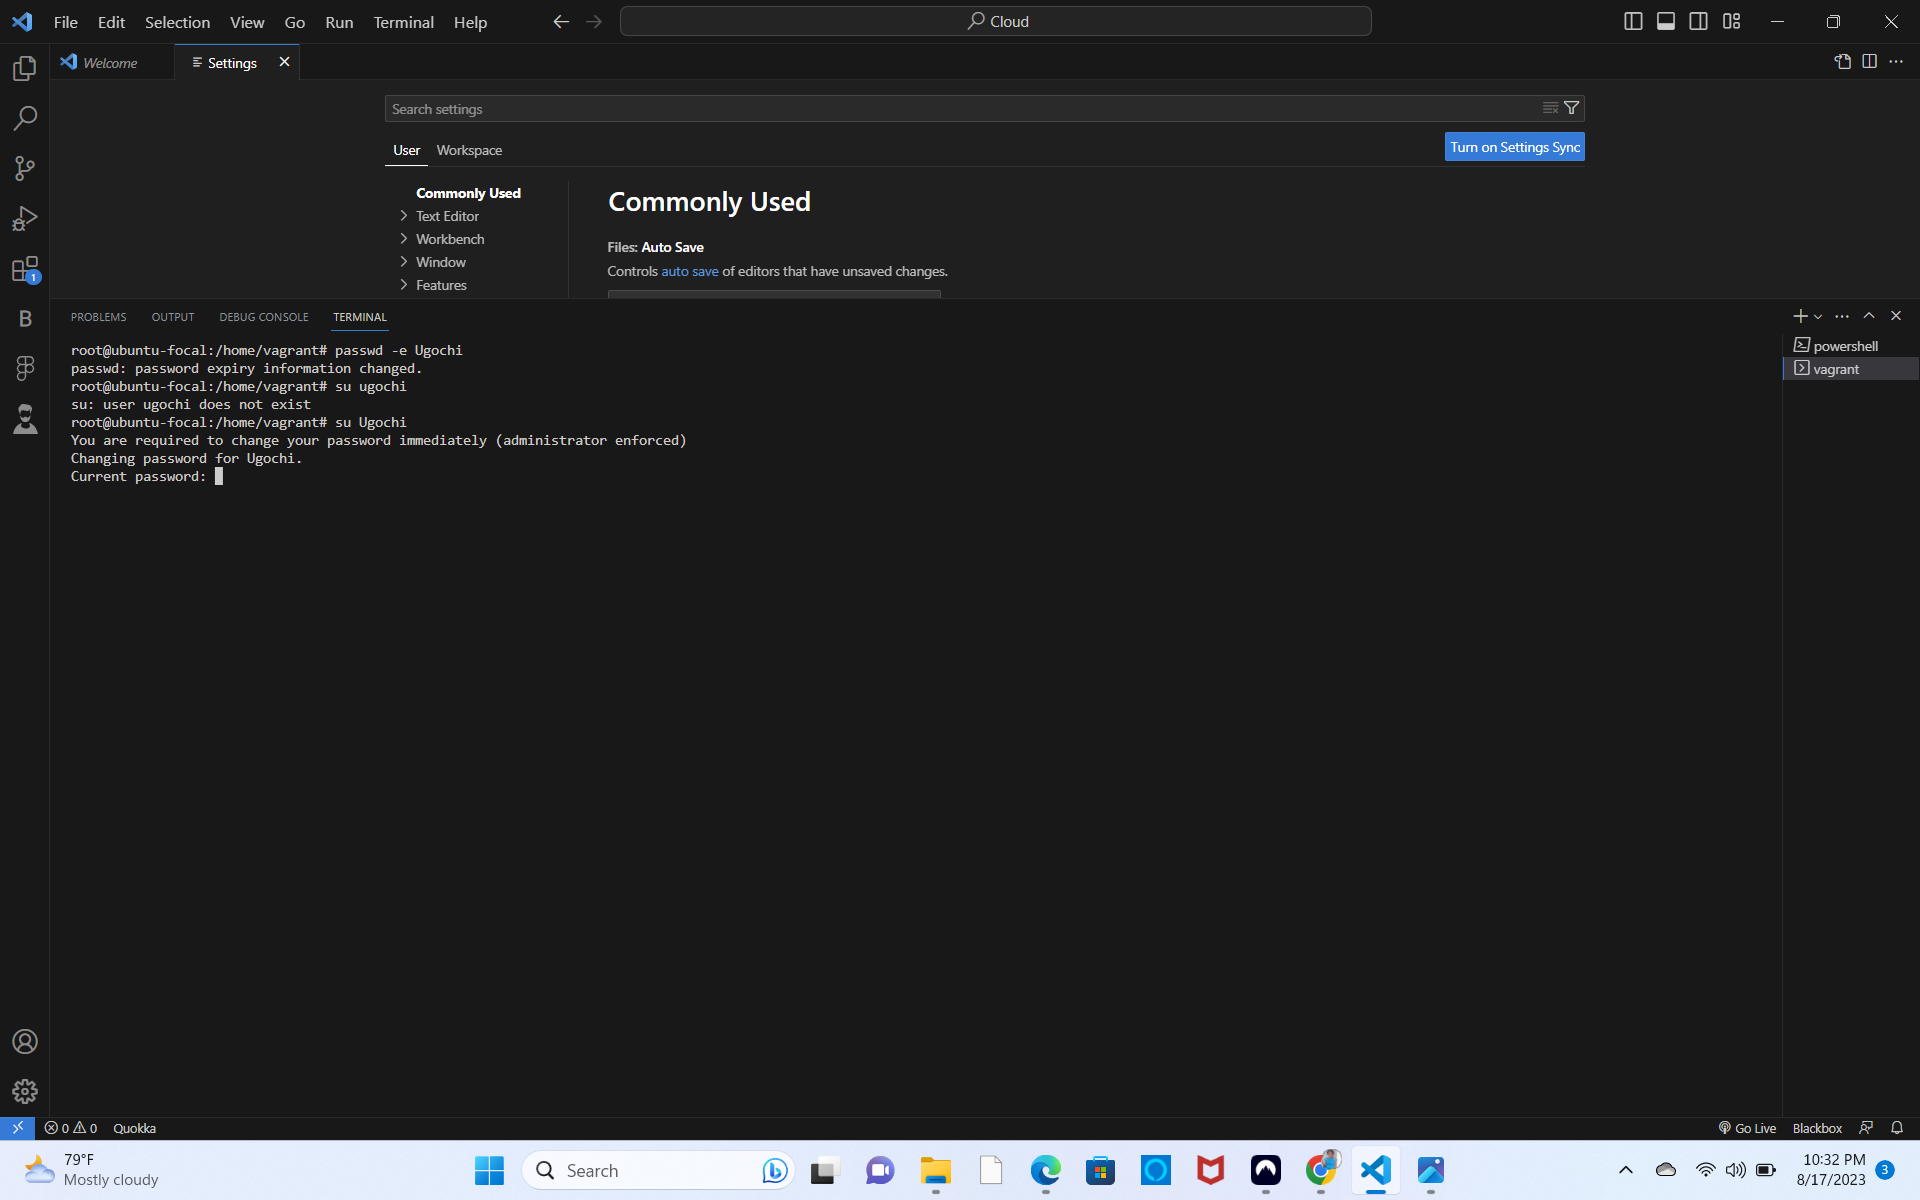 File Edit Selection View Go Run Terminal Help
Cloud
Welcome
Settings
Search settings
User Workspace
Turn on Settings Sync
Commonly Used
Text Editor
Workbench
Window
Features
Commonly Used
Files: Auto Save
Controls auto save of editors that have unsaved changes.
PROBLEMS OUTPUT DEBUG CONSOLE TERMINAL
root@ubuntu-focal:/home/vagrant# passwd -e Ugochi
passwd: password expiry information changed.
root@ubuntu-focal:/home/vagrant# su ugochi
su: user ugochi does not exist
root@ubuntu-focal:/home/vagrant# su Ugochi
You are required to change your password immediately (administrator enforced)
Changing password for Ugochi.
Current password:
powershell
vagrant
1
B
0 0 Quokka
Go Live Blackbox
79°F
Mostly cloudy
Search
10:32 PM
8/17/2023
3